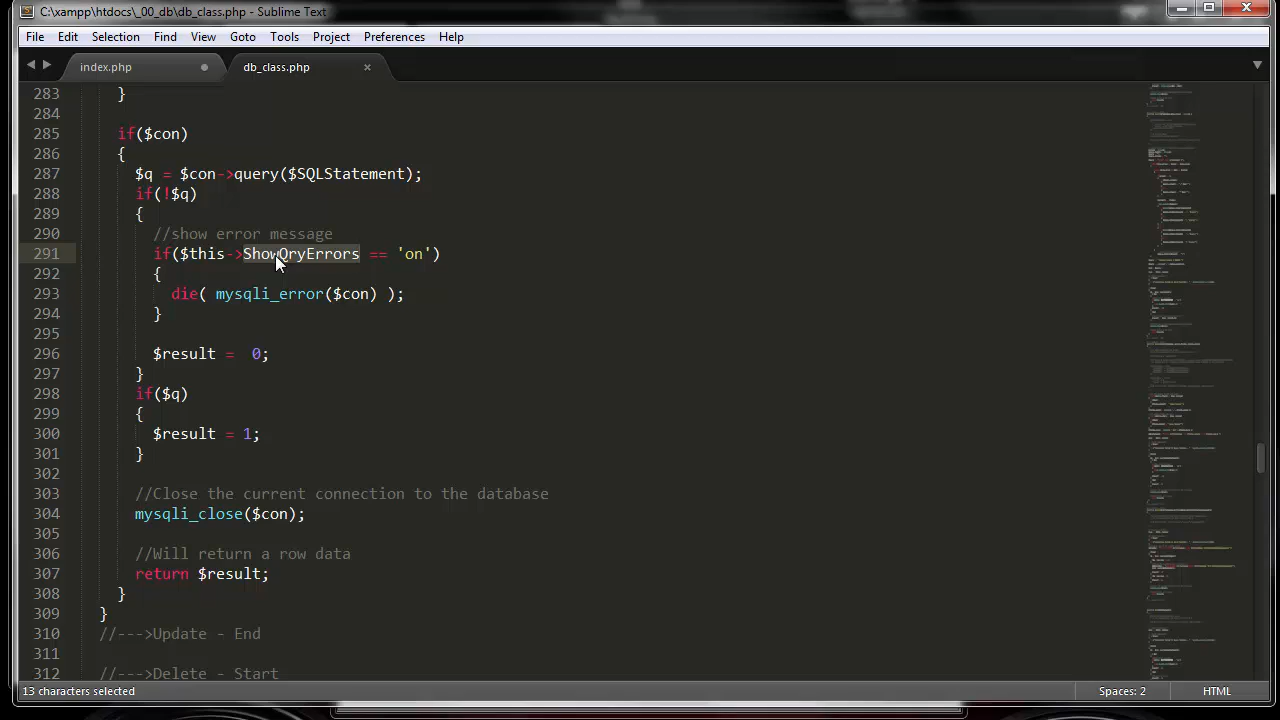 C:\xampp\htdocs\_00_db\db_class.php - Sublime Text
File Edit Selection Find View Goto Tools Project Preferences Help
index.php db_class.php
283 }
284
285 if($con)
286 {
287 $q = $con->query($SQLStatement);
288 if(!$q)
289 {
290 //show error message
291 if($this->ShowQryErrors == 'on')
292 {
293 die( mysqli_error($con) );
294 }
295
296 $result = 0;
297 }
298 if($q)
299 {
300 $result = 1;
301 }
302
303 //Close the current connection to the database
304 mysqli_close($con);
305
306 //Will return a row data
307 return $result;
308 }
309 }
310 //--->Update - End
311
312 //--->Delete - Start
characters selected Spaces: 2 HTML